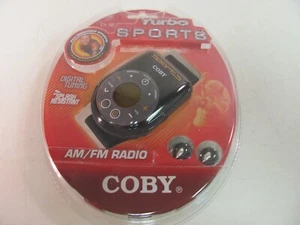 Turbo
SPORTS
DIGITAL
TUNING
SPLASH
RESISTANT
COBY
AM/FM RADIO
COBY®